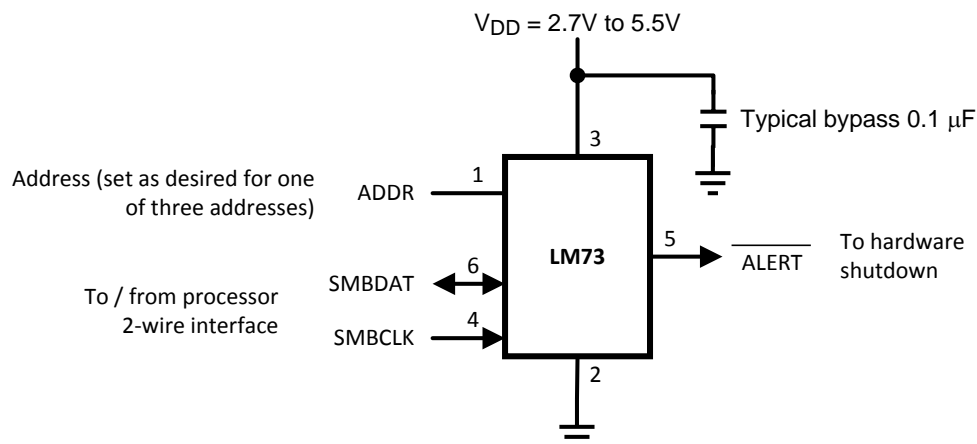 V_DD = 2.7V to 5.5V
Typical bypass 0.1 μF
3
Address (set as desired for one
of three addresses)
ADDR
1
LM73
5
ALERT
To hardware
shutdown
To / from processor
2-wire interface
SMBDAT
6
SMBCLK
4
2